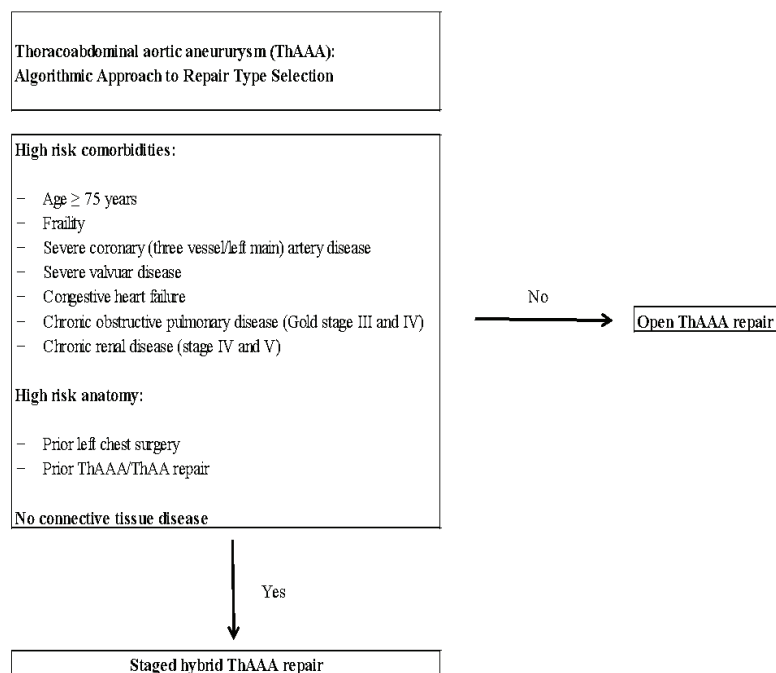 Thoracoabdominal aortic aneururysm (ThAAA):
Algorithmic Approach to Repair Type Selection
High risk comorbidities:
– Age ≥ 75 years
– Fraility
– Severe coronary (three vessel/left main) artery disease
– Severe valvuar disease
– Congestive heart failure
– Chronic obstructive pulmonary disease (Gold stage III and IV)
– Chronic renal disease (stage IV and V)
High risk anatomy:
– Prior left chest surgery
– Prior ThAAA/ThAA repair
No connective tissue disease
No
Open ThAAA repair
Yes
Staged hybrid ThAAA repair